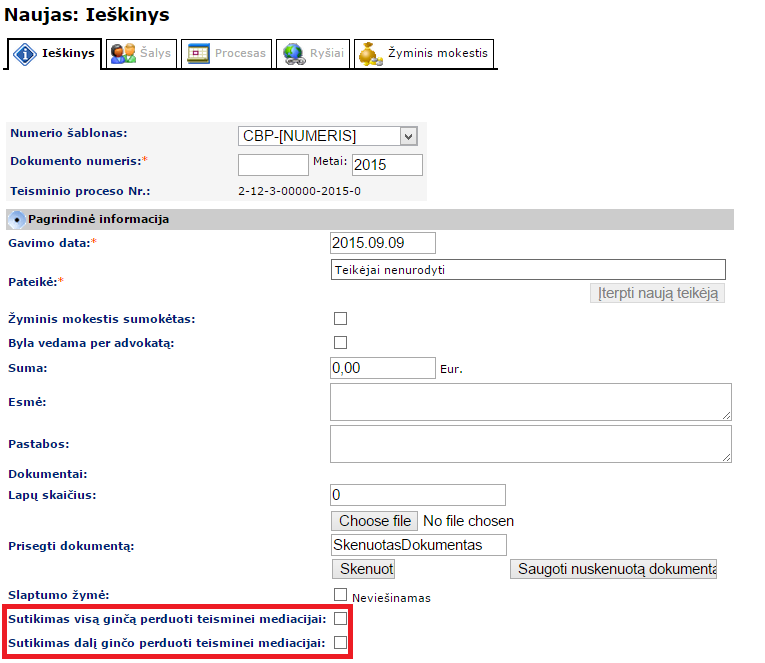 Naujas: Ieškinys
Ieškinys Šalys Procesas Ryšiai Žyminis mokestis
Numerio šablonas: CBP-[NUMERIS]
Dokumento numeris:* Metai: 2015
Teisminio proceso Nr.: 2-12-3-00000-2015-0
Pagrindinė informacija
Gavimo data:* 2015.09.09
Teikėjai nenurodyti
Pateikė:*
Įterpti naują teikėją
Žyminis mokestis sumokėtas:
Byla vedama per advokatą:
Suma: 0,00 Eur.
Esmė:
Pastabos:
Dokumentai:
Lapų skaičius: 0
Choose file No file chosen
Prisegti dokumentą: SkenuotasDokumentas
Skenuot Saugoti nuskenuotą dokumenta
Slaptumo žymė: Neviešinamas
Sutikimas visą ginčą perduoti teisminei mediacijai:
Sutikimas dalį ginčo perduoti teisminei mediacijai: